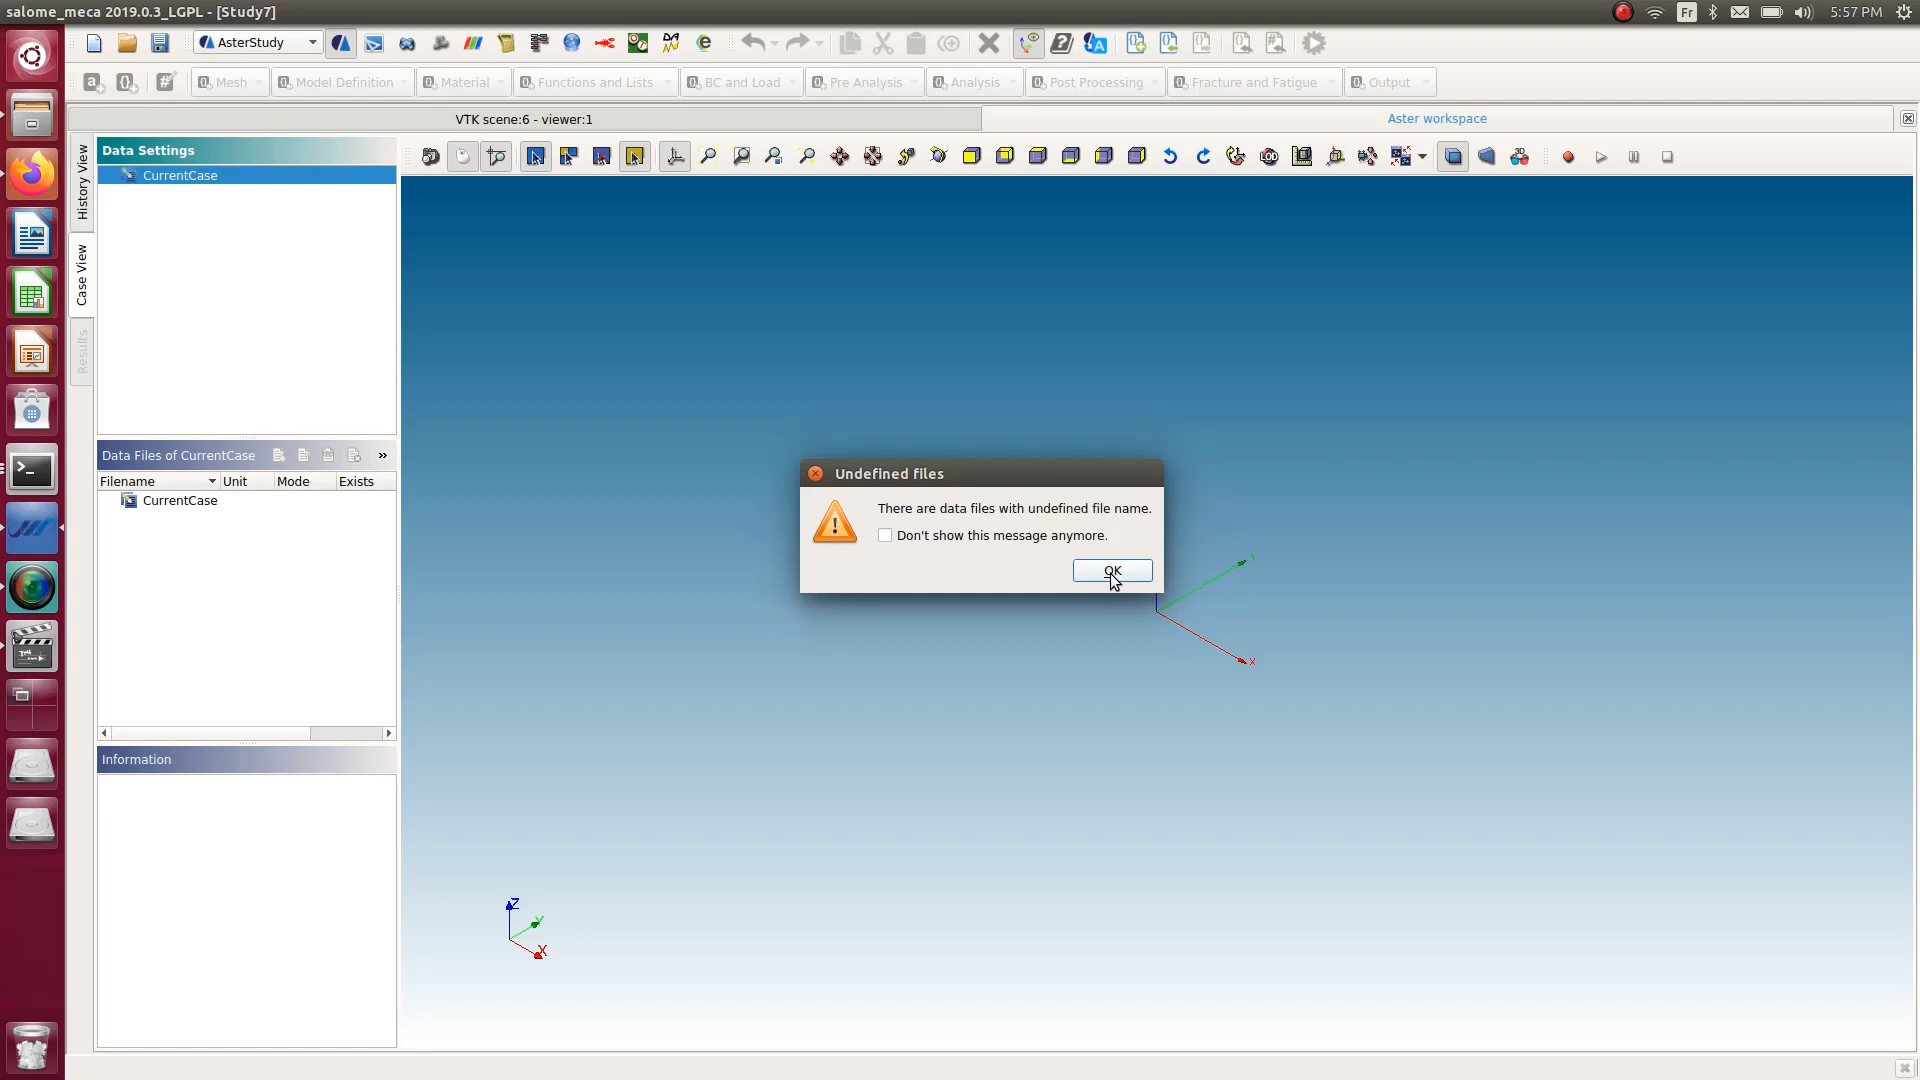 salome_meca 2019.0.3_LGPL - [Study7]
Fr
5:57 PM
AsterStudy
Mesh
Model Definition
Material
Functions and Lists
BC and Load
Pre Analysis
Analysis
Post Processing
Fracture and Fatigue
Output
VTK scene:6 - viewer:1
Aster workspace
History View
Case View
Results
Data Settings
CurrentCase
Data Files of CurrentCase
»
Filename
Unit
Mode
Exists
CurrentCase
Information
Undefined files
There are data files with undefined file name.
Don't show this message anymore.
OK
Y
X
Z
Y
X